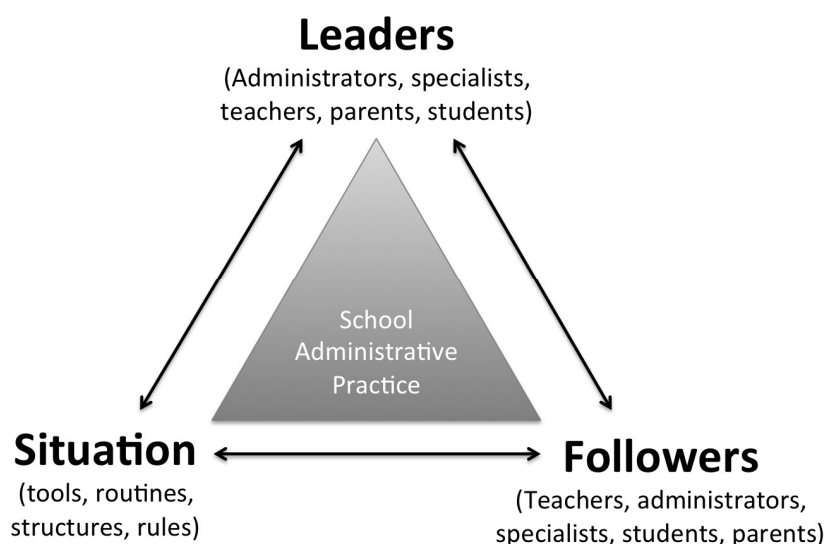 Leaders
(Administrators, specialists,
teachers, parents, students)
School
Administrative
Practice
Situation
(tools, routines,
structures, rules)
Followers
(Teachers, administrators,
specialists, students, parents)